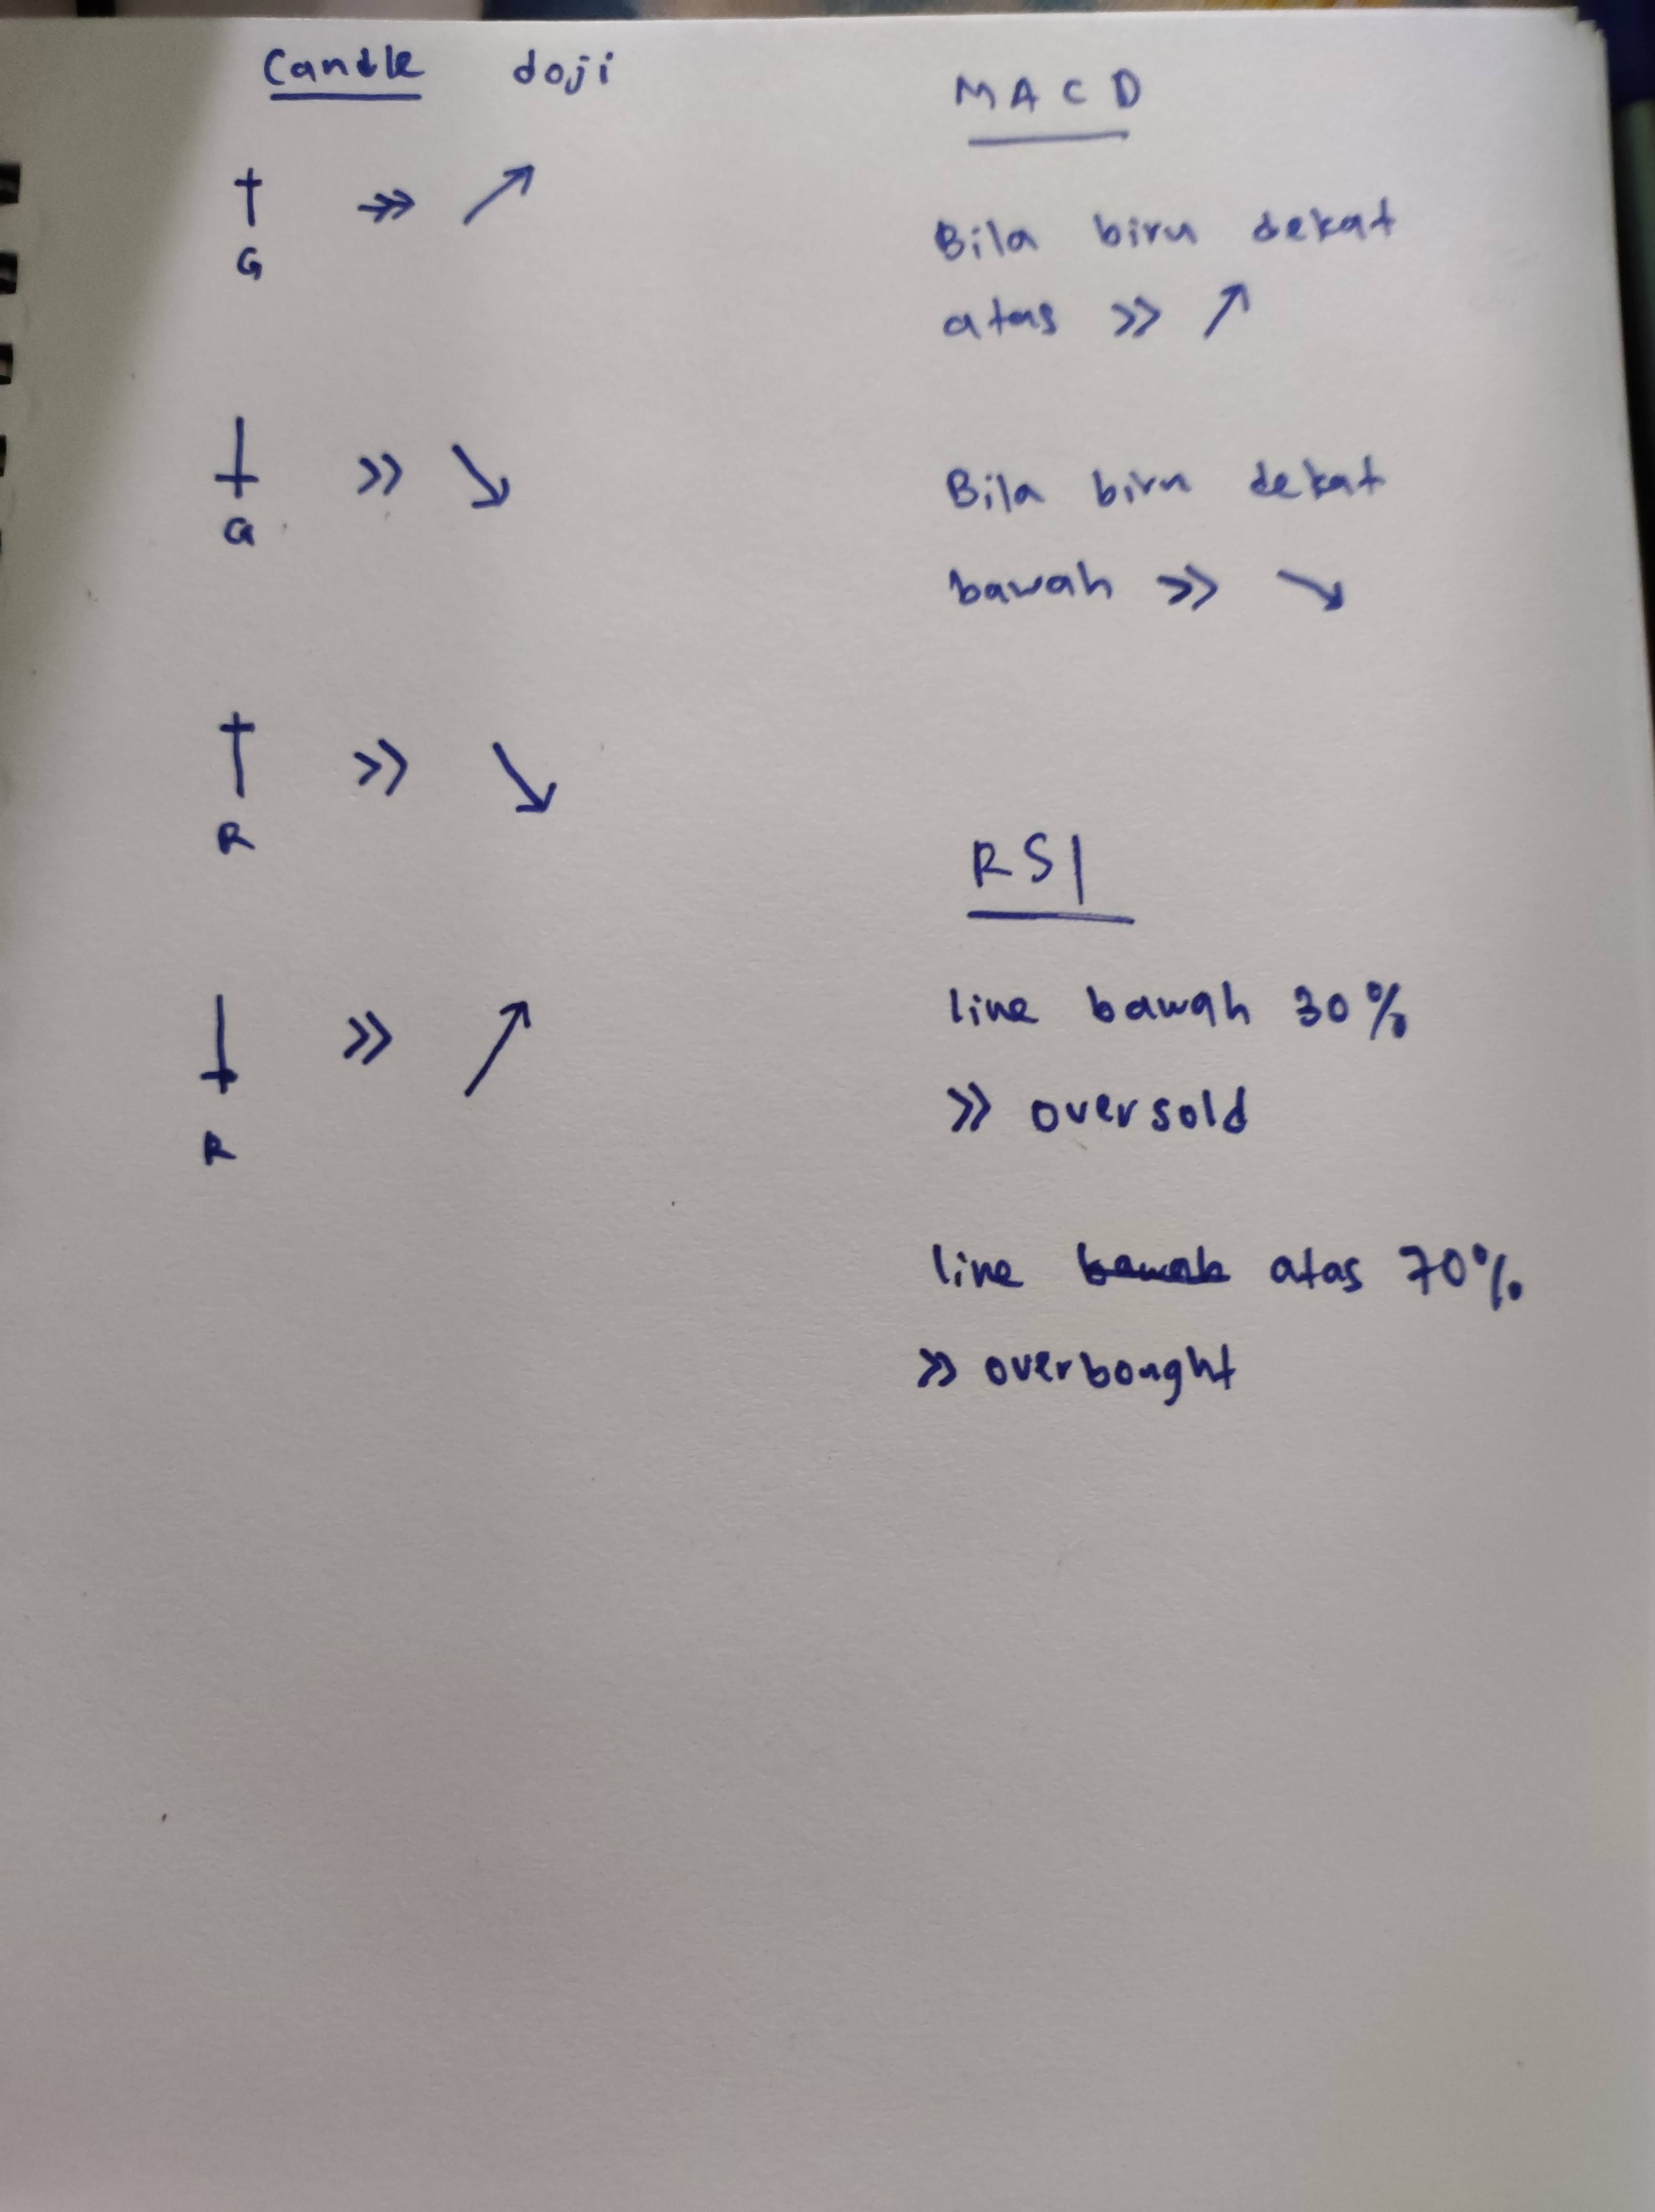 Candle doji
G >> ↗
G >> ↘
R >> ↘
R >> ↗
MACD
Bila biru dekat
atas >> ↗
Bila biru dekat
bawah >> ↘
RSI
line bawah 30%
>> oversold
line bawah atas 70%
>> overbought